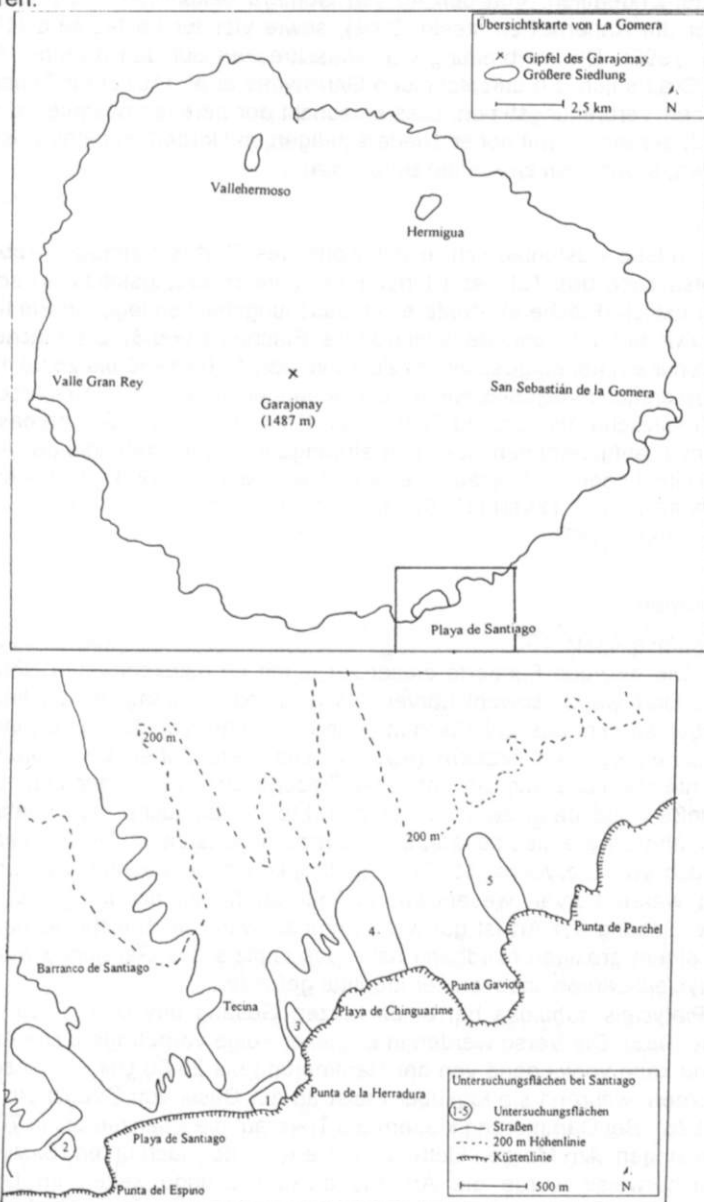 ren.
Übersichtskarte von La Gomera
× Gipfel des Garajonay
Größere Siedlung
2,5 km N
Vallehermoso
Hermigua
Valle Gran Rey
Garajonay
(1487 m)
San Sebastián de la Gomera
Playa de Santiago
200 m
200 m
5
4
Punta de Parchel
Barranco de Santiago
Punta Gaviota
Tecina
Playa de Chinguarime
3
Punta de la Herradura
2
Playa de Santiago
Punta del Espino
Untersuchungsflächen bei Santiago
1-5 Untersuchungsflächen
Straßen
200 m Höhenlinie
Küstenlinie
500 m N